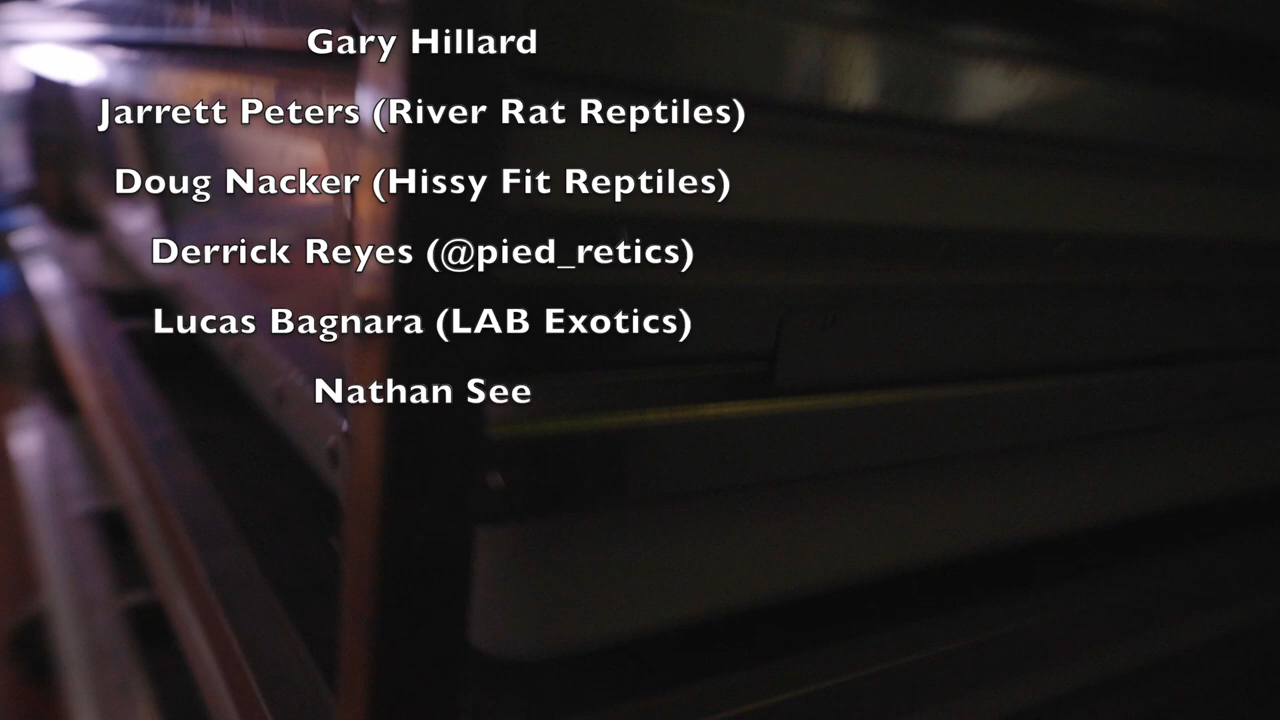 Gary Hillard
Jarrett Peters (River Rat Reptiles)
Doug Nacker (Hissy Fit Reptiles)
Derrick Reyes (@pied_retics)
Lucas Bagnara (LAB Exotics)
Nathan See